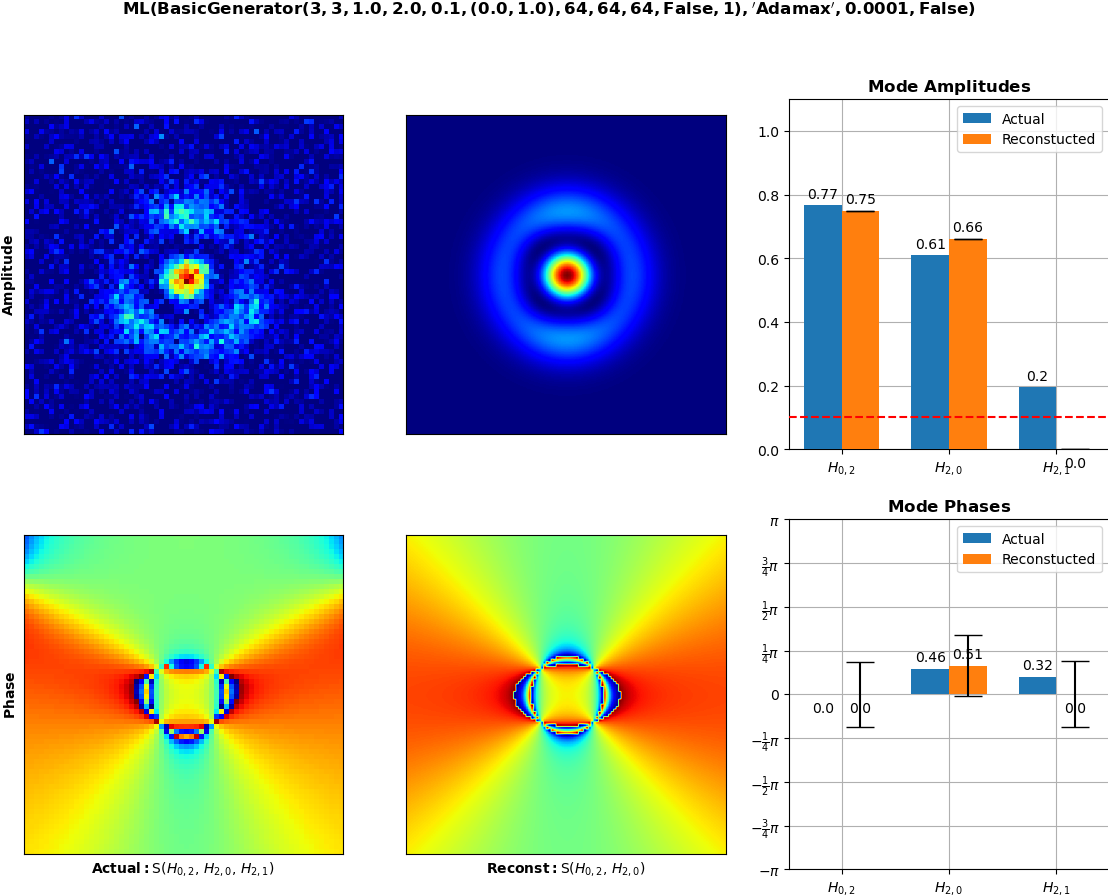 ML(BasicGenerator(3, 3, 1.0, 2.0, 0.1, (0.0, 1.0), 64, 64, 64, False, 1), 'Adamax', 0.0001, False)
Amplitude
Mode Amplitudes
Actual
Reconstucted
1.0
0.8
0.6
0.4
0.2
0.0
0.77
0.75
0.61
0.66
0.2
0.0
H₀,₂
H₂,₀
H₂,₁
Phase
Actual: S(H₀,₂, H₂,₀, H₂,₁)
Reconst: S(H₀,₂, H₂,₀)
Mode Phases
Actual
Reconstucted
π
3/4π
1/2π
1/4π
0
−1/4π
−1/2π
−3/4π
−π
0.0
0.0
0.46
0.51
0.32
0.0
H₀,₂
H₂,₀
H₂,₁